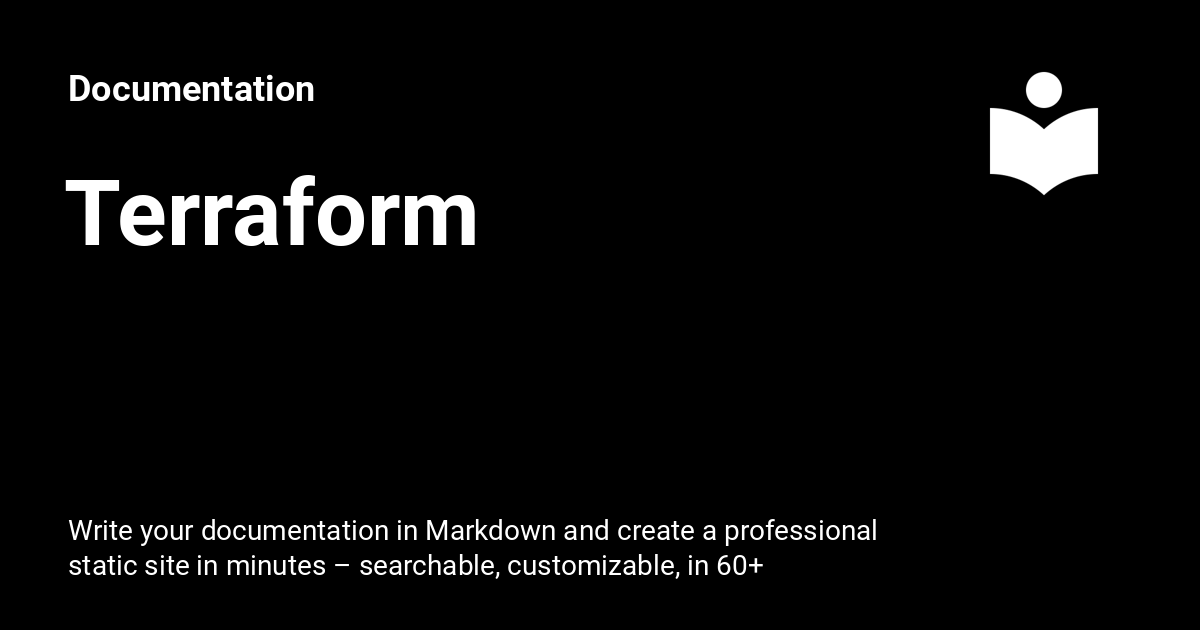 Documentation
Terraform
Write your documentation in Markdown and create a professional
static site in minutes – searchable, customizable, in 60+